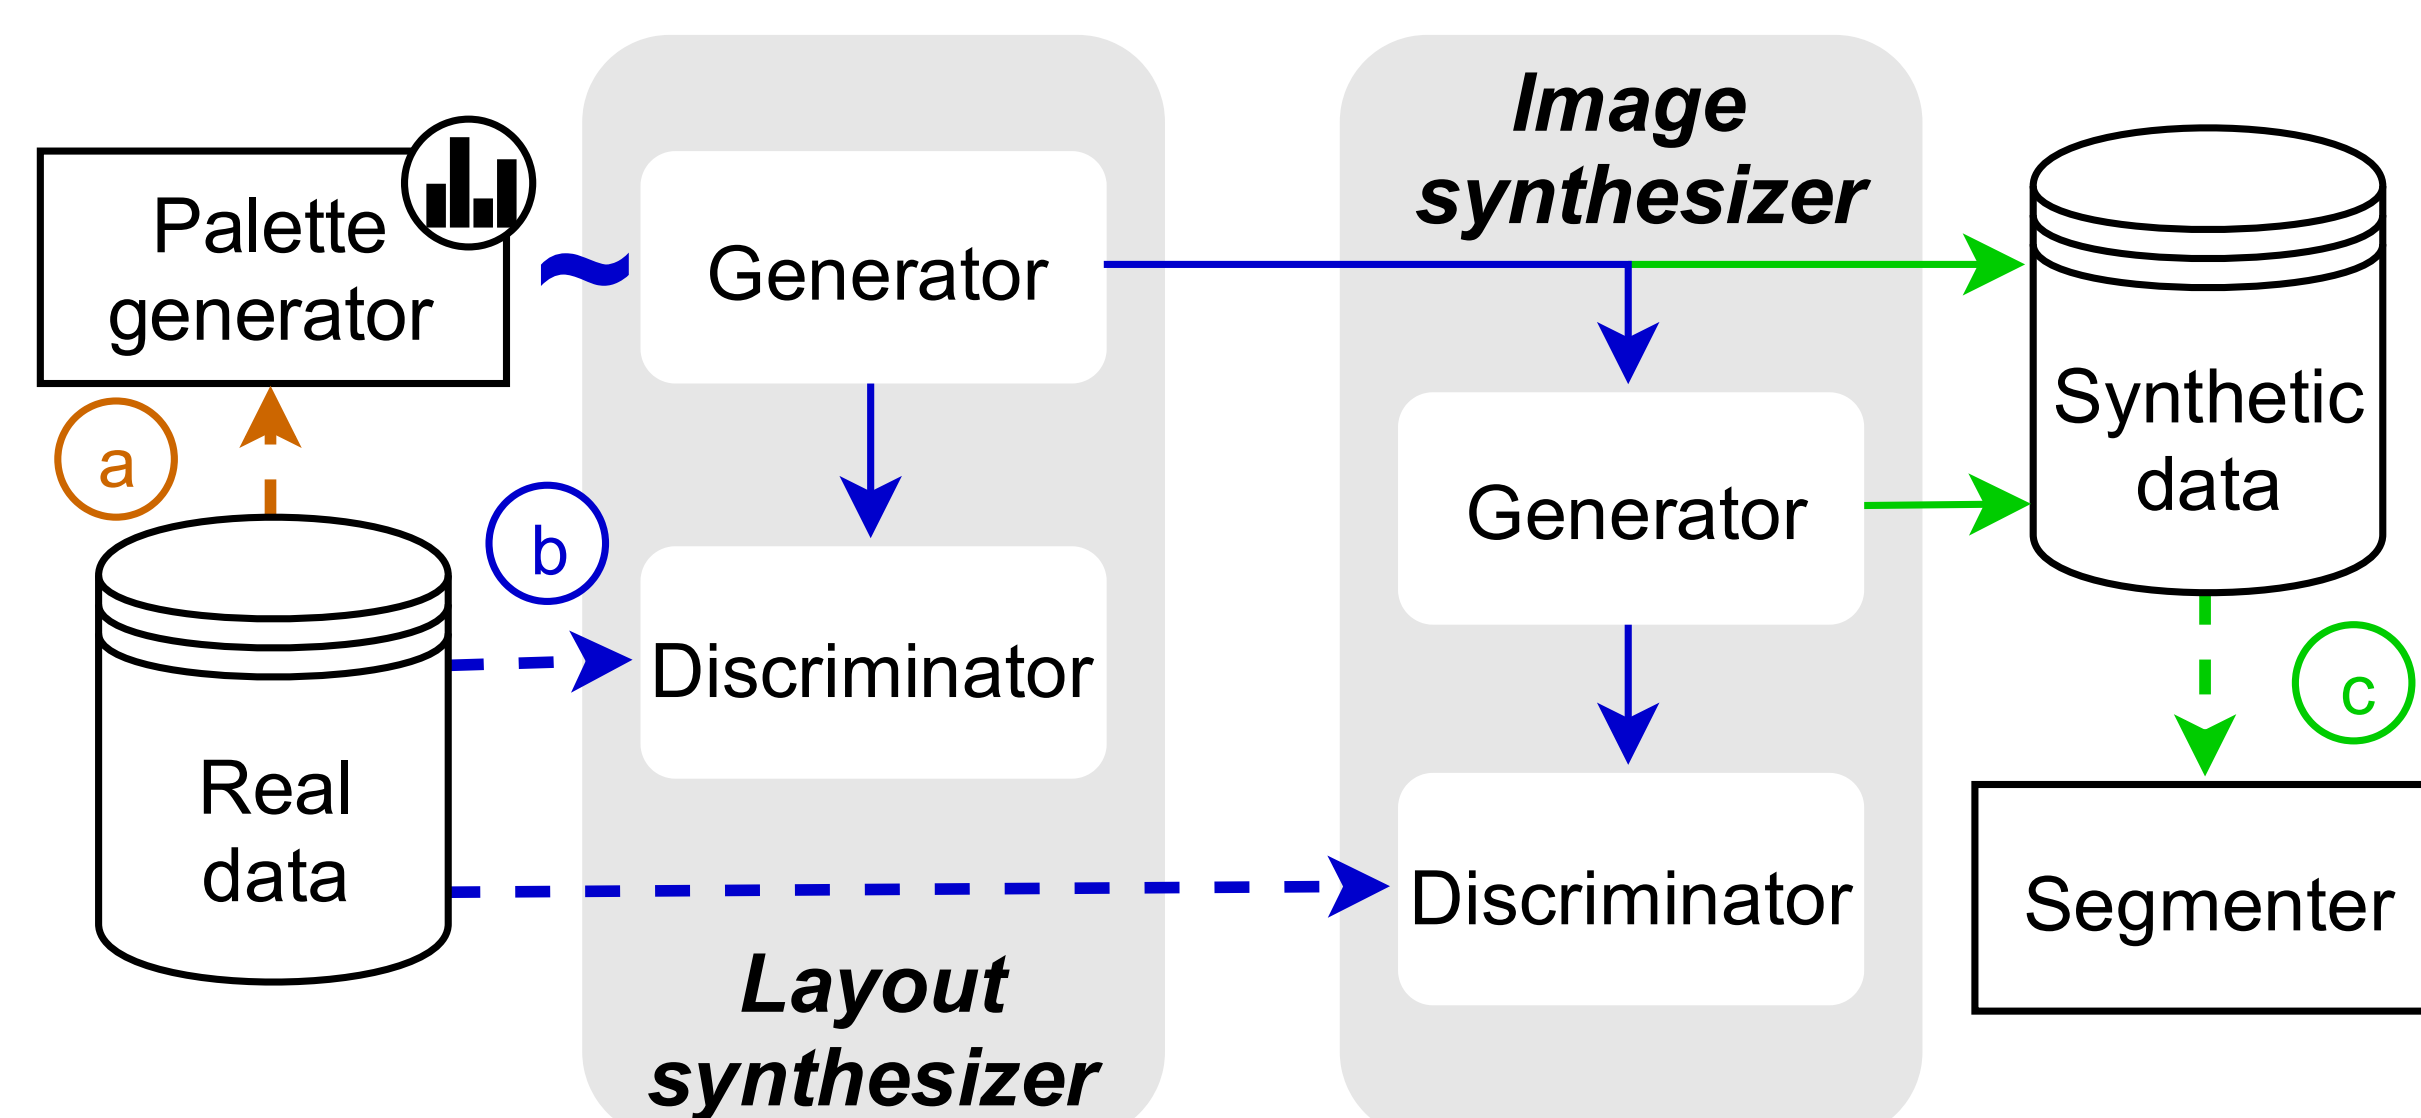 Palette
generator
a
Real
data
b
Generator
Discriminator
Layout
synthesizer
Image
synthesizer
Generator
Discriminator
Synthetic
data
c
Segmenter